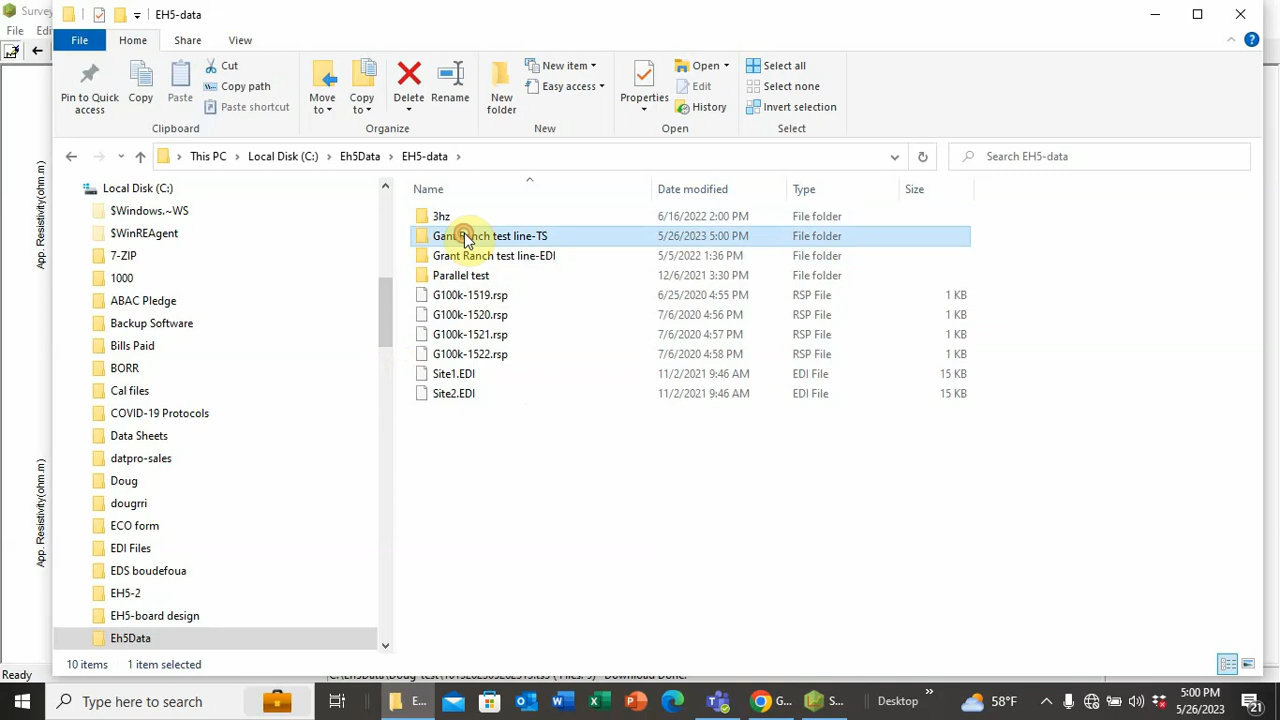 Surve
EH5-data
File Edi
File Home Share View
Pin to Quick access
Copy
Paste
Cut
Copy path
Paste shortcut
Clipboard
Move to
Copy to
Delete
Rename
Organize
New folder
New item
Easy access
New
Properties
Open
Edit
History
Open
Select all
Select none
Invert selection
Select
This PC > Local Disk (C:) > Eh5Data > EH5-data >
Search EH5-data
App. Resistivity(ohm.m)
App. Resistivity(ohm.m)
Local Disk (C:)
$Windows.~WS
$WinREAgent
7-ZIP
1000
ABAC Pledge
Backup Software
Bills Paid
BORR
Cal files
COVID-19 Protocols
Data Sheets
datpro-sales
Doug
dougrri
ECO form
EDI Files
EDS boudefoua
EH5-2
EH5-board design
Eh5Data
Name Date modified Type Size
3hz 6/16/2022 2:00 PM File folder
Gant Ranch test line-TS 5/26/2023 5:00 PM File folder
Grant Ranch test line-EDI 5/5/2022 1:36 PM File folder
Parallel test 12/6/2021 3:30 PM File folder
G100k-1519.rsp 6/25/2020 4:55 PM RSP File 1 KB
G100k-1520.rsp 7/6/2020 4:56 PM RSP File 1 KB
G100k-1521.rsp 7/6/2020 4:57 PM RSP File 1 KB
G100k-1522.rsp 7/6/2020 4:58 PM RSP File 1 KB
Site1.EDI 11/2/2021 9:46 AM EDI File 15 KB
Site2.EDI 11/2/2021 9:46 AM EDI File 15 KB
10 items 1 item selected
Ready
Download Done.
Type here to search
E...
G...
S...
Desktop
58°F
5:00 PM
5/26/2023
21